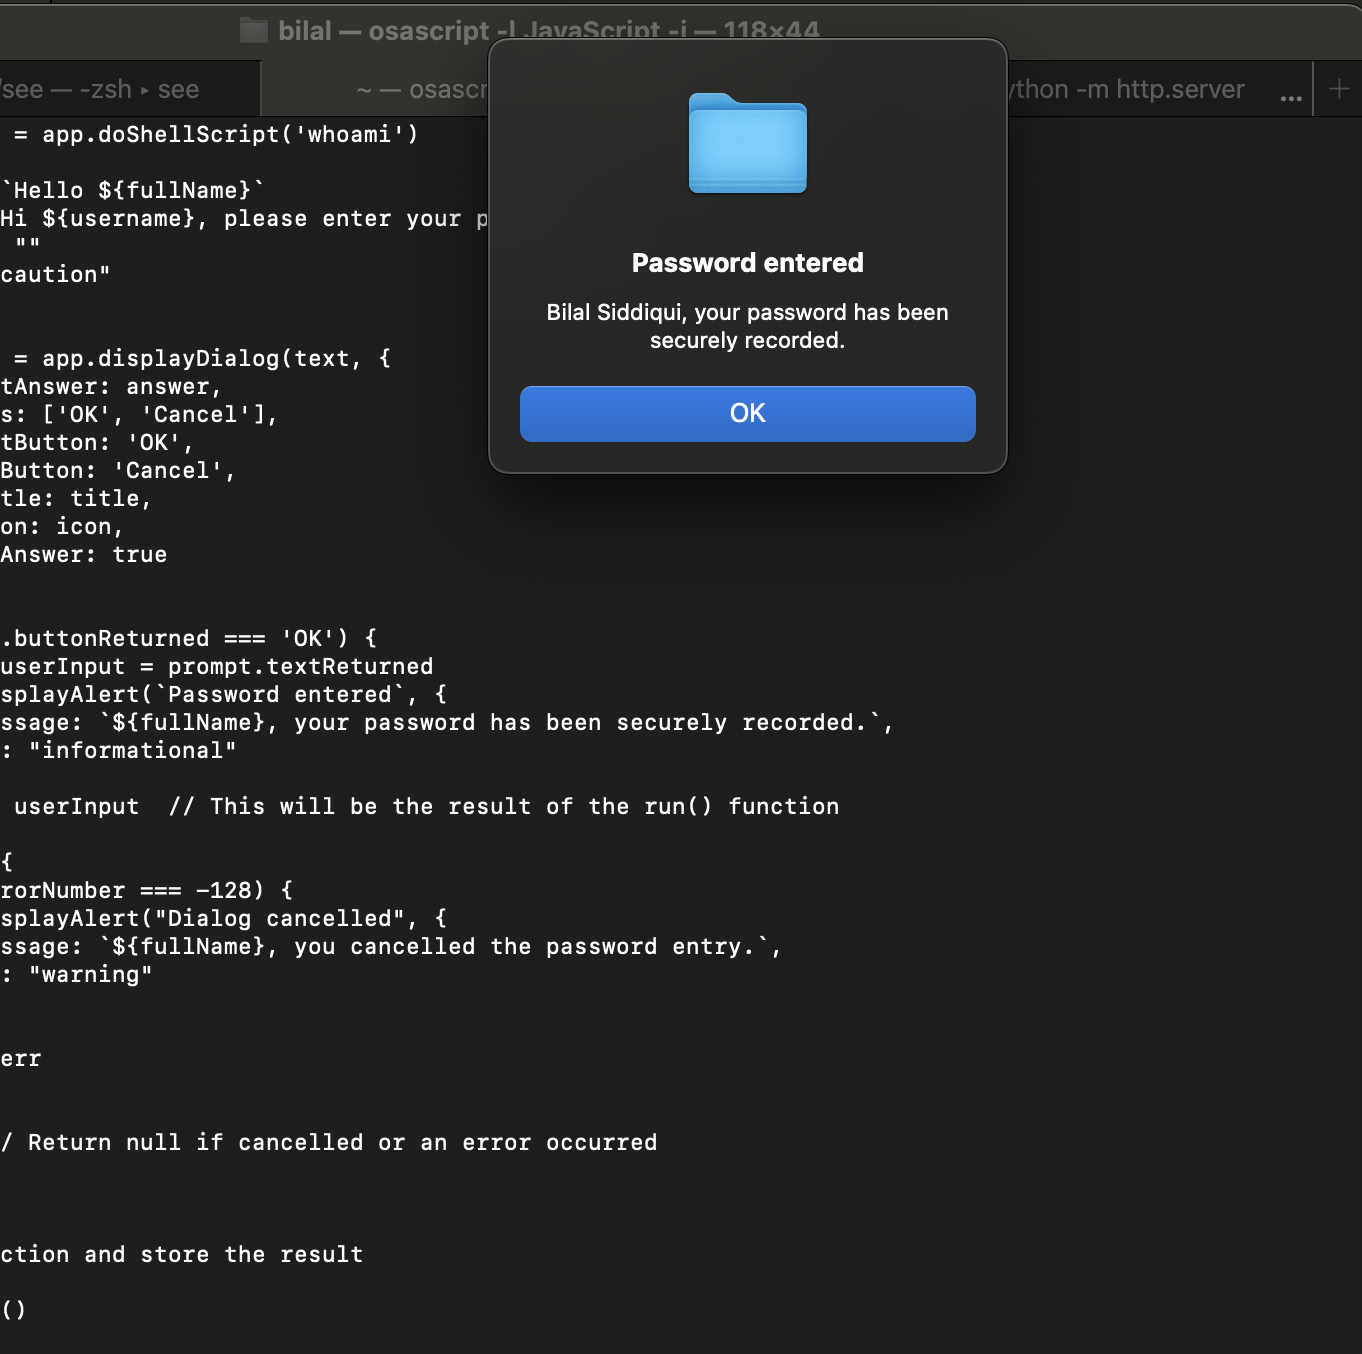 bilal — osascript -l JavaScript -i — 118×44
/see — -zsh ▸ see
~ — osascr
ython -m http.server
...
+
= app.doShellScript('whoami')
`Hello ${fullName}`
Hi ${username}, please enter your p
""
caution"
= app.displayDialog(text, {
tAnswer: answer,
s: ['OK', 'Cancel'],
tButton: 'OK',
Button: 'Cancel',
tle: title,
on: icon,
Answer: true
.buttonReturned === 'OK') {
userInput = prompt.textReturned
splayAlert(`Password entered`, {
ssage: `${fullName}, your password has been securely recorded.`,
: "informational"
userInput  // This will be the result of the run() function
{
rorNumber === -128) {
splayAlert("Dialog cancelled", {
ssage: `${fullName}, you cancelled the password entry.`,
: "warning"
err
/ Return null if cancelled or an error occurred
ction and store the result
()
Password entered
Bilal Siddiqui, your password has been
securely recorded.
OK